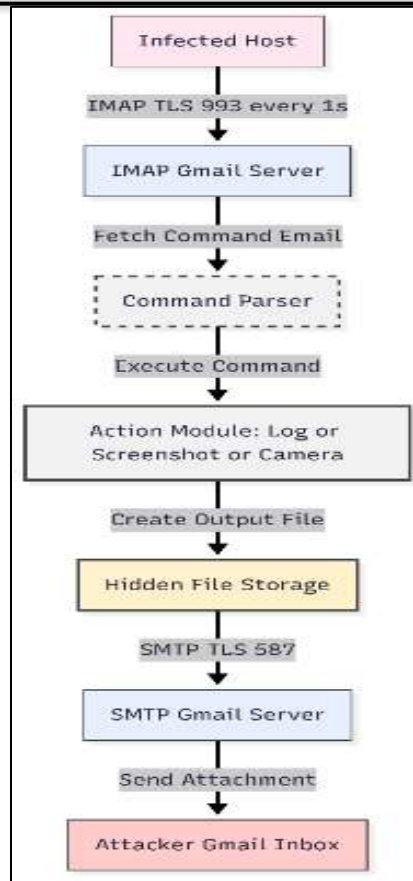 Infected Host
IMAP TLS 993 every 1s
IMAP Gmail Server
Fetch Command Email
Command Parser
Execute Command
Action Module: Log or
Screenshot or Camera
Create Output File
Hidden File Storage
SMTP TLS 587
SMTP Gmail Server
Send Attachment
Attacker Gmail Inbox